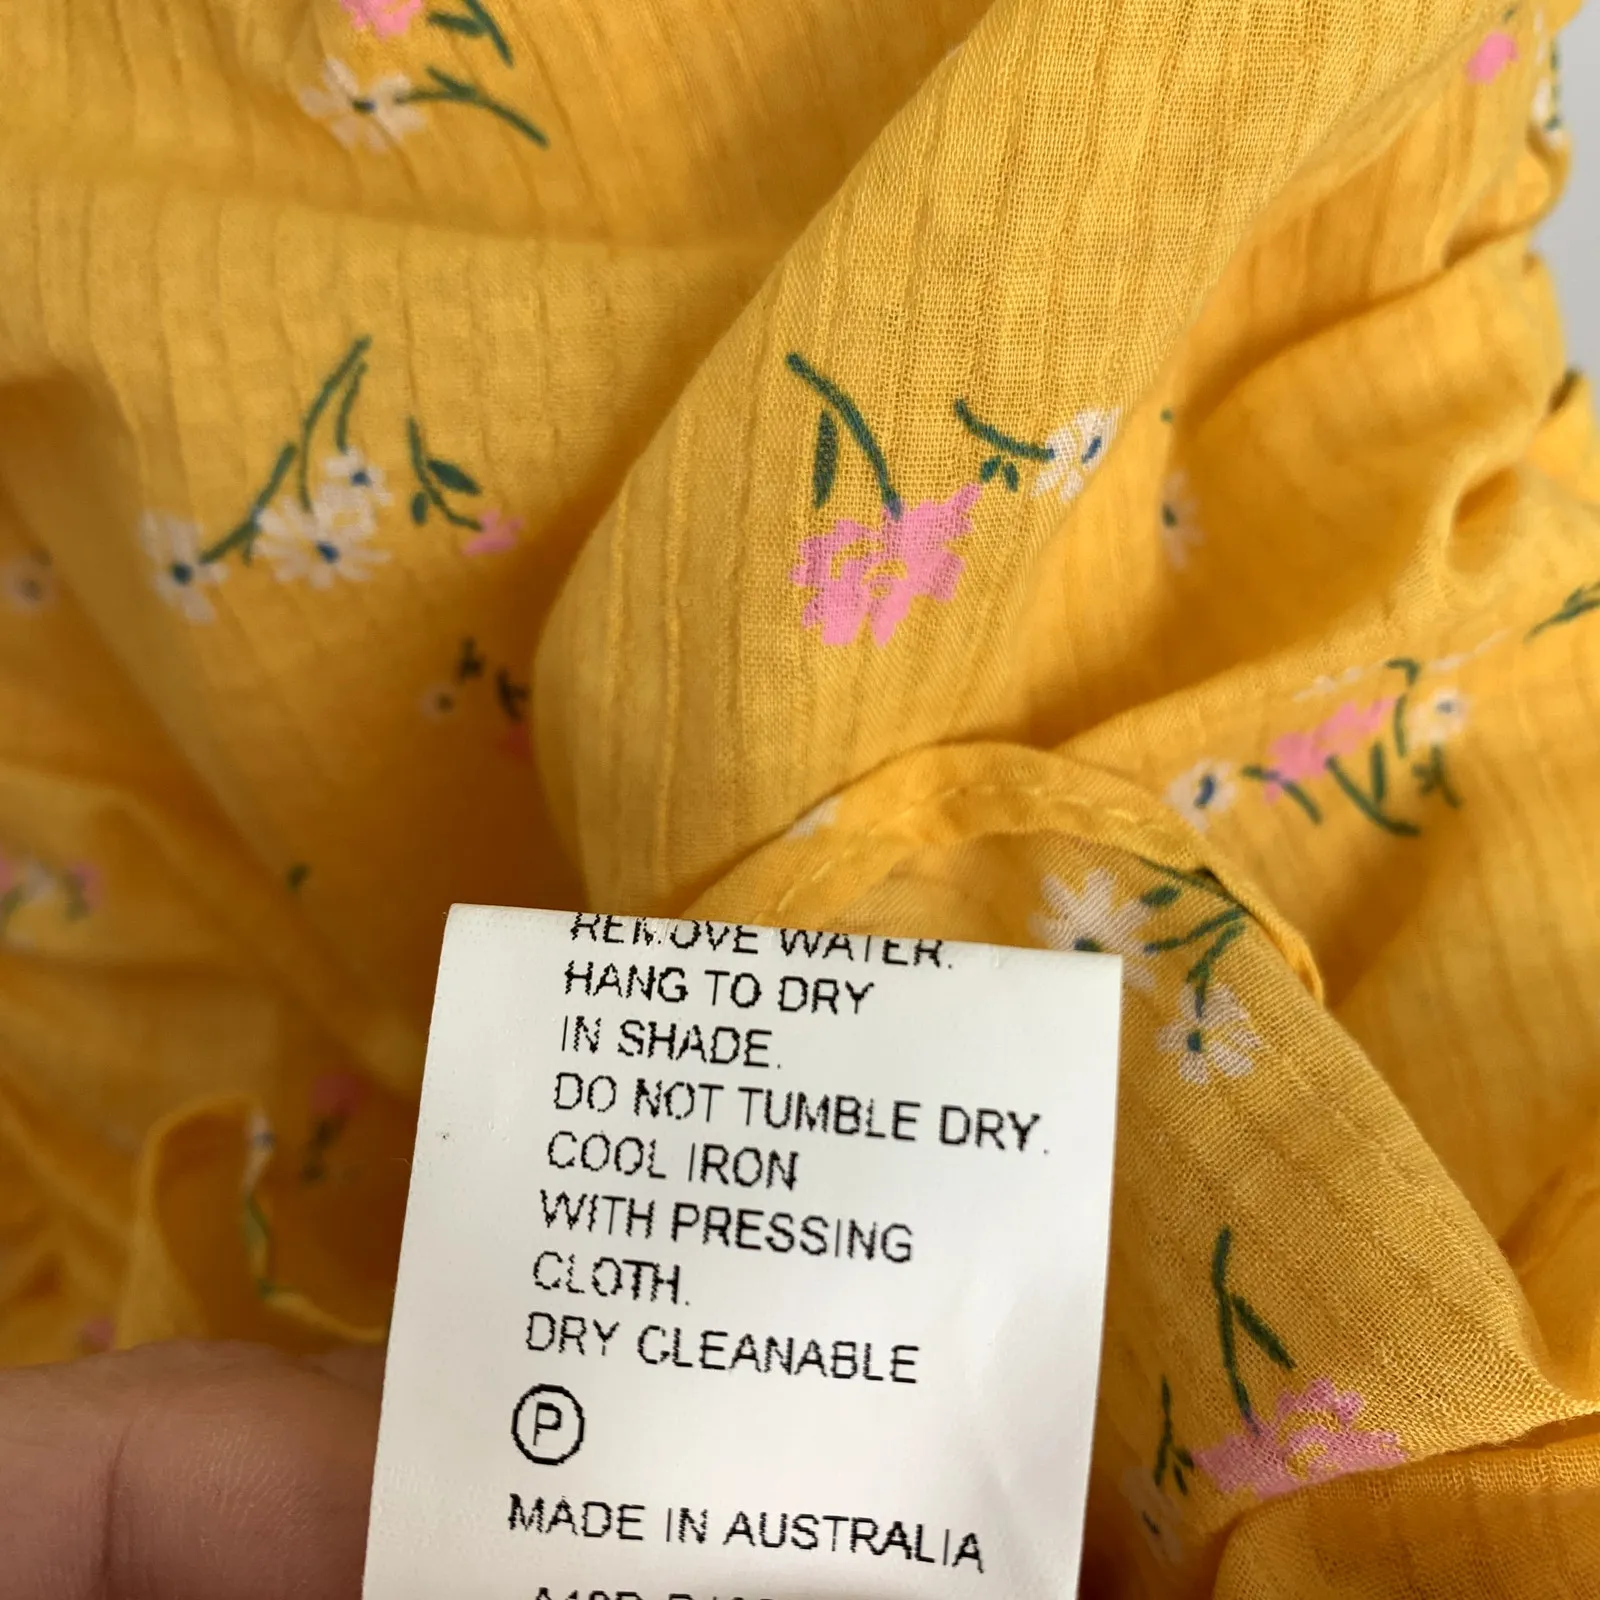 REMOVE WATER.
HANG TO DRY
IN SHADE.
DO NOT TUMBLE DRY.
COOL IRON
WITH PRESSING
CLOTH.
DRY CLEANABLE
P
MADE IN AUSTRALIA